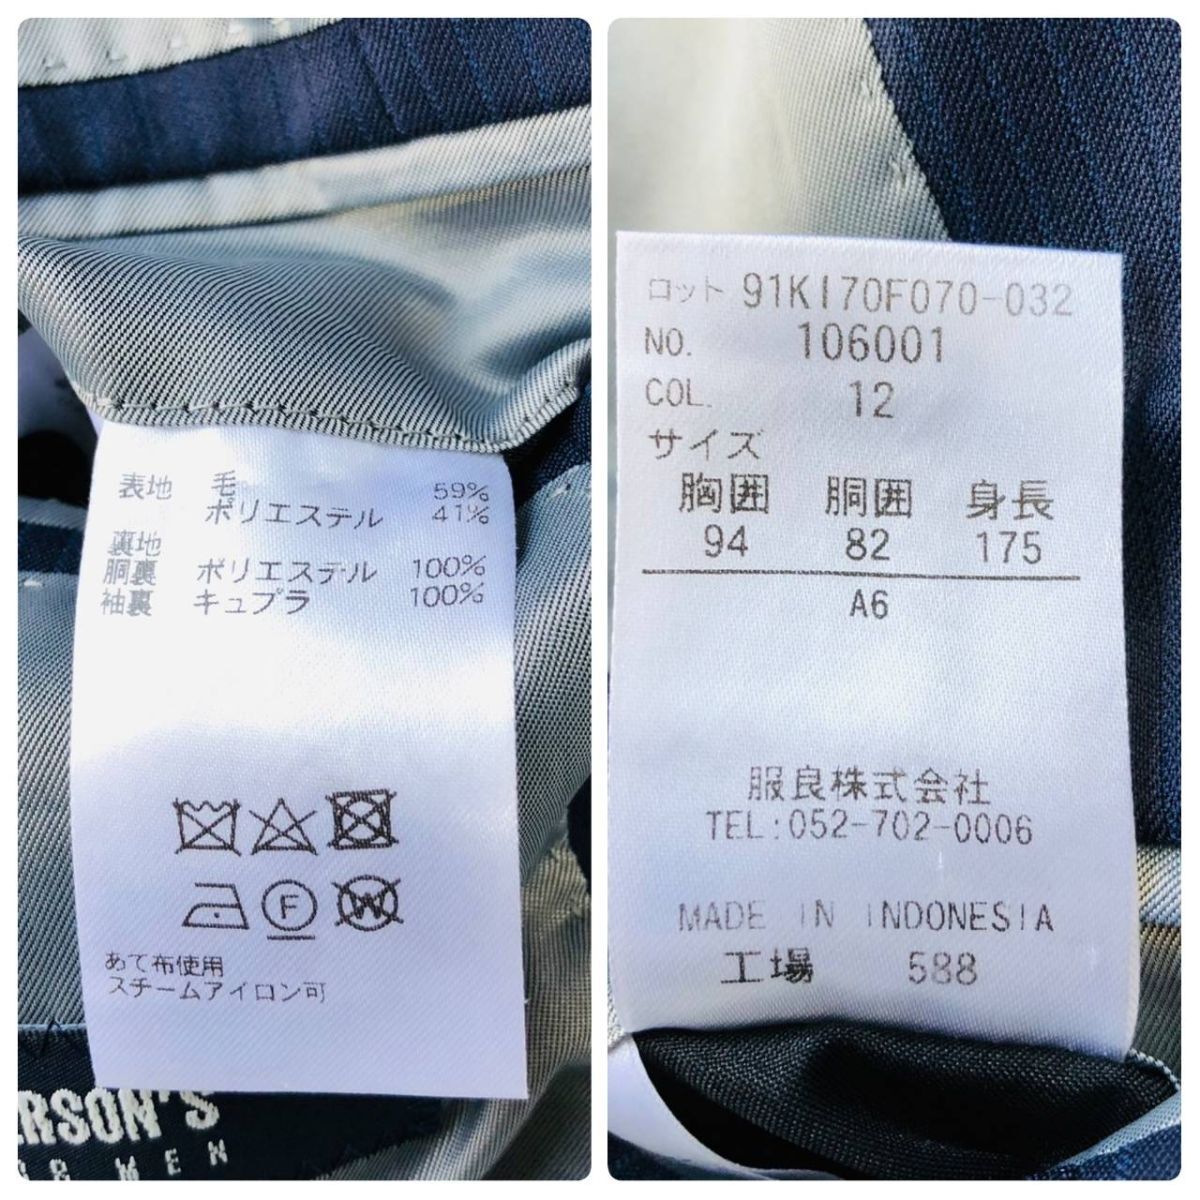 表地 毛 59%
ポリエステル 41%
裏地
胴裏 ポリエステル 100%
袖裏 キュプラ 100%
F
W
あて布使用
スチームアイロン可
ERSON'S
OR MEN
ロット 91KI70F070-032
NO. 106001
COL. 12
サイズ
胸囲 胴囲 身長
94 82 175
A6
服良株式会社
TEL:052-702-0006
MADE IN INDONESIA
工場 588